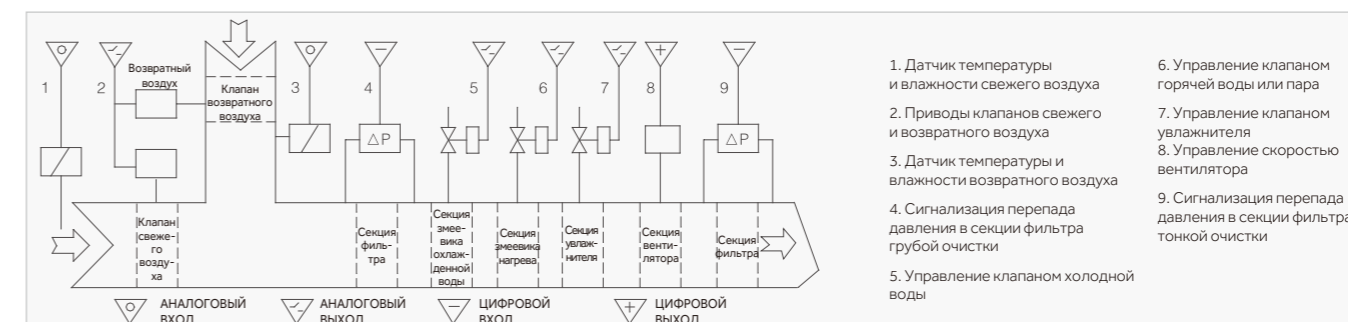 1
2
3
4
5
6
7
8
9
Возвратный
воздух
Клапан
возвратного
воздуха
△P
△P
Клапан
свеже-
го
возду-
ха
Секция
филь-
тра
Секция
змее-
вика
охлаж-
денной
воды
Секция
змеевика
нагрева
Секция
увлаж-
нителя
Секция
венти-
лятора
Секция
фильтра
АНАЛОГОВЫЙ
ВХОД
АНАЛОГОВЫЙ
ВЫХОД
ЦИФРОВОЙ
ВХОД
ЦИФРОВОЙ
ВЫХОД
1. Датчик температуры
и влажности свежего воздуха
2. Приводы клапанов свежего
и возвратного воздуха
3. Датчик температуры и
влажности возвратного воздуха
4. Сигнализация перепада
давления в секции фильтра
грубой очистки
5. Управление клапаном холодной
воды
6. Управление клапаном
горячей воды или пара
7. Управление клапаном
увлажнителя
8. Управление скоростью
вентилятора
9. Сигнализация перепада
давления в секции фильтра
тонкой очистки